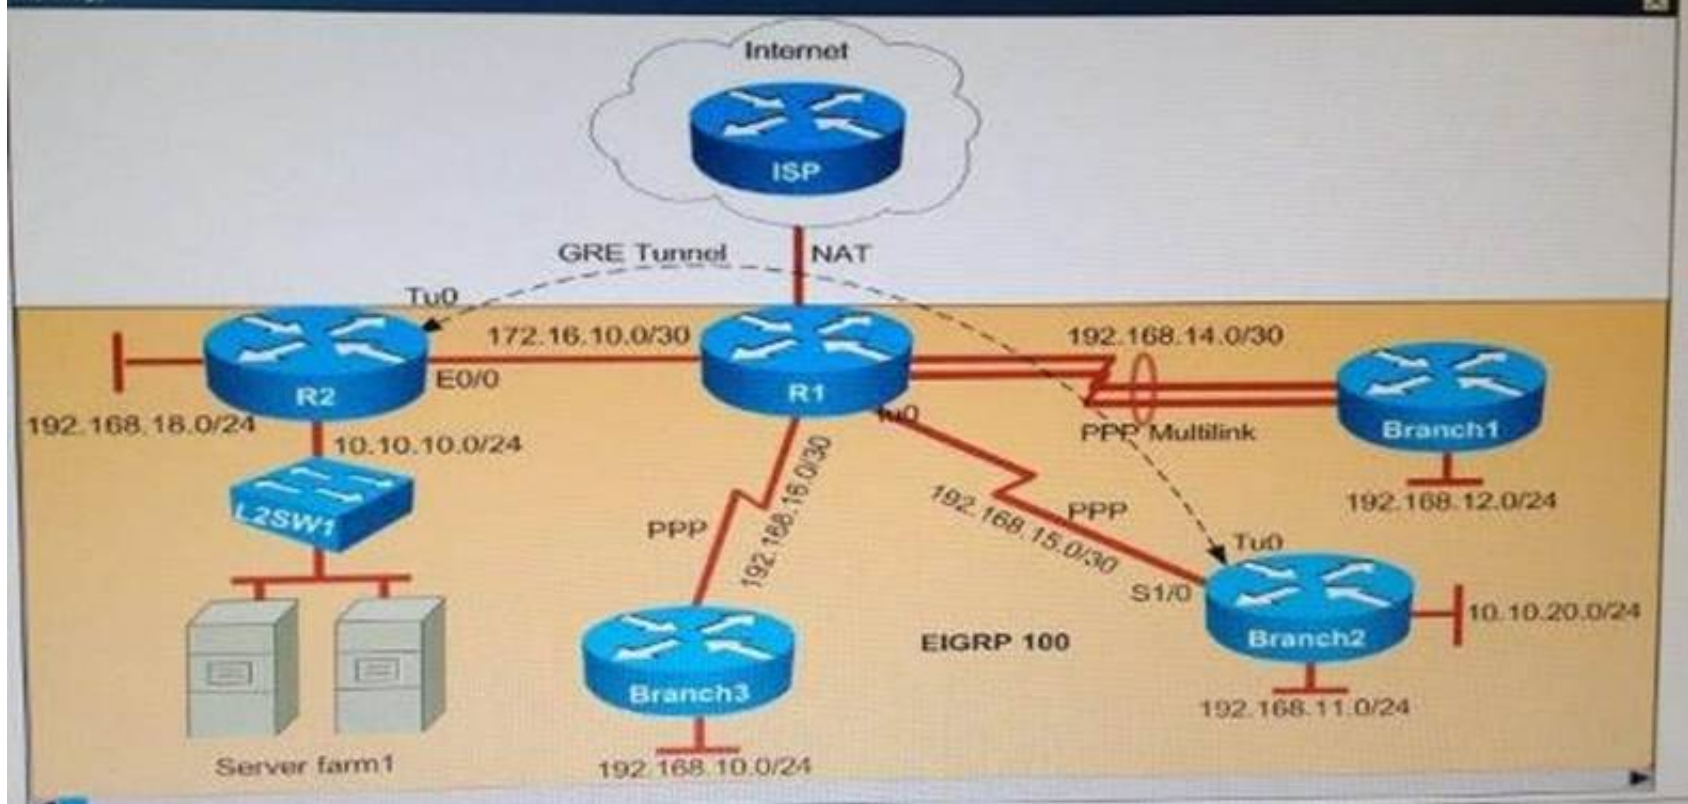 Internet
ISP
GRE Tunnel
NAT
Tu0
172.16.10.0/30
192.168.14.0/30
E0/0
R2
R1
192.168.18.0/24
10.10.10.0/24
Tu0
PPP Multilink
Branch1
192.168.12.0/24
L2SW1
PPP
192.168.16.0/30
192.168.15.0/30
PPP
Tu0
S1/0
10.10.20.0/24
EIGRP 100
Branch2
Branch3
192.168.11.0/24
Server farm1
192.168.10.0/24